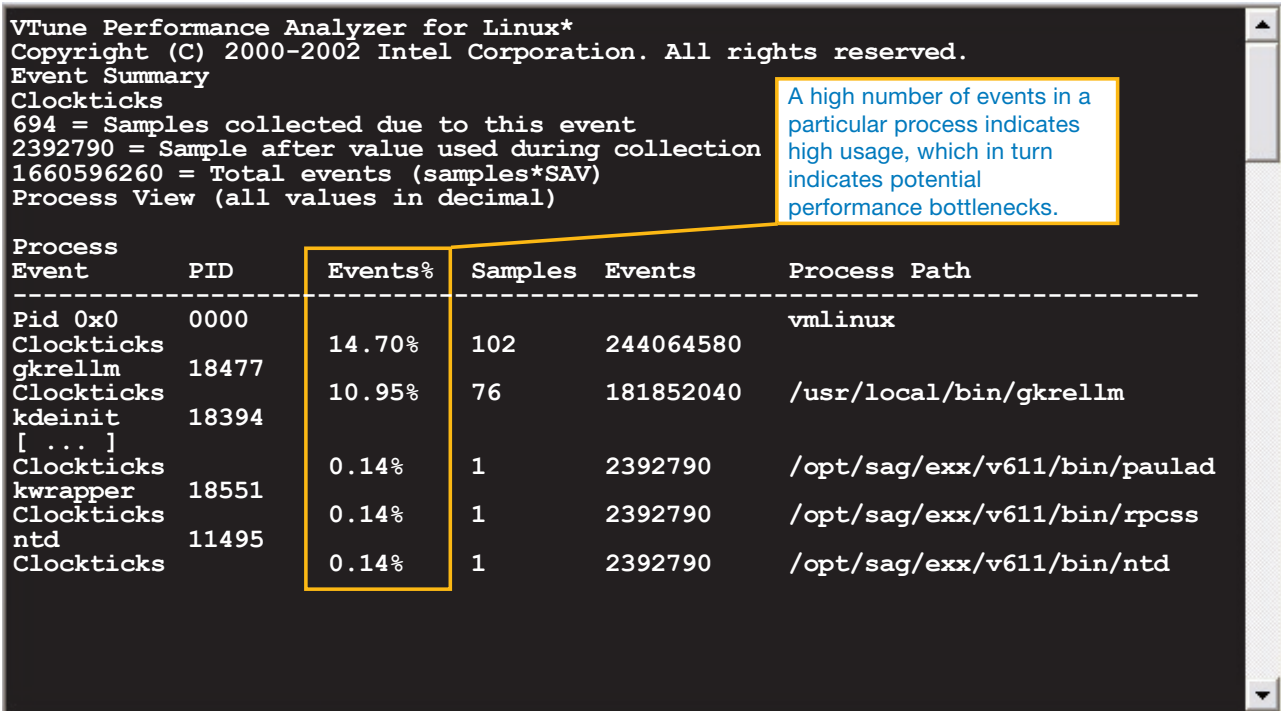 VTune Performance Analyzer for Linux*
Copyright (C) 2000-2002 Intel Corporation. All rights reserved.
Event Summary
Clockticks
694 = Samples collected due to this event
2392790 = Sample after value used during collection
1660596260 = Total events (samples*SAV)
Process View (all values in decimal)
A high number of events in a
particular process indicates
high usage, which in turn
indicates potential
performance bottlenecks.
Process
Event PID Events% Samples Events Process Path
--------------------------------------------------------------------------------
Pid 0x0 0000 vmlinux
Clockticks 14.70% 102 244064580
gkrellm 18477
Clockticks 10.95% 76 181852040 /usr/local/bin/gkrellm
kdeinit 18394
[ ... ]
Clockticks 0.14% 1 2392790 /opt/sag/exx/v611/bin/paulad
kwrapper 18551
Clockticks 0.14% 1 2392790 /opt/sag/exx/v611/bin/rpcss
ntd 11495
Clockticks 0.14% 1 2392790 /opt/sag/exx/v611/bin/ntd